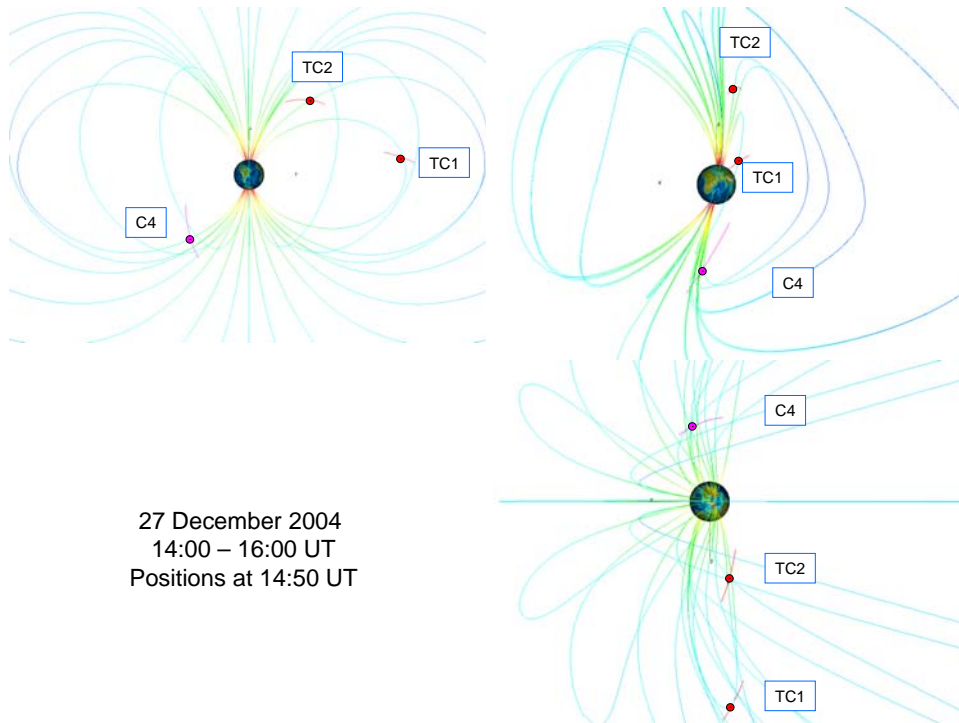 TC2
TC1
C4
TC2
TC1
C4
C4
TC2
TC1
27 December 2004
14:00 – 16:00 UT
Positions at 14:50 UT